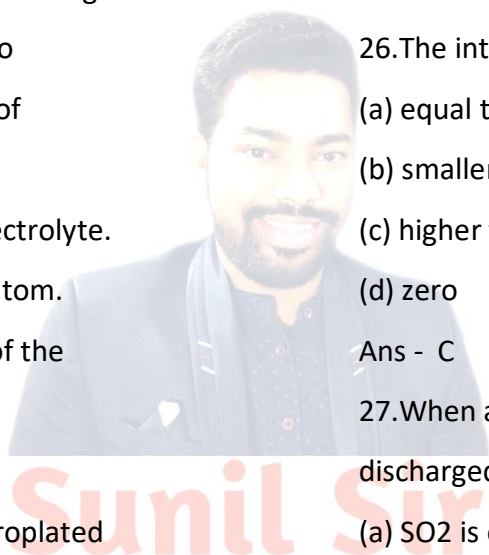 o
of
ectrolyte.
tom.
of the
roplated
26.The int
(a) equal t
(b) smaller
(c) higher
(d) zero
Ans - C
27.When a
discharged
(a) SO2 is
Sunil Sir